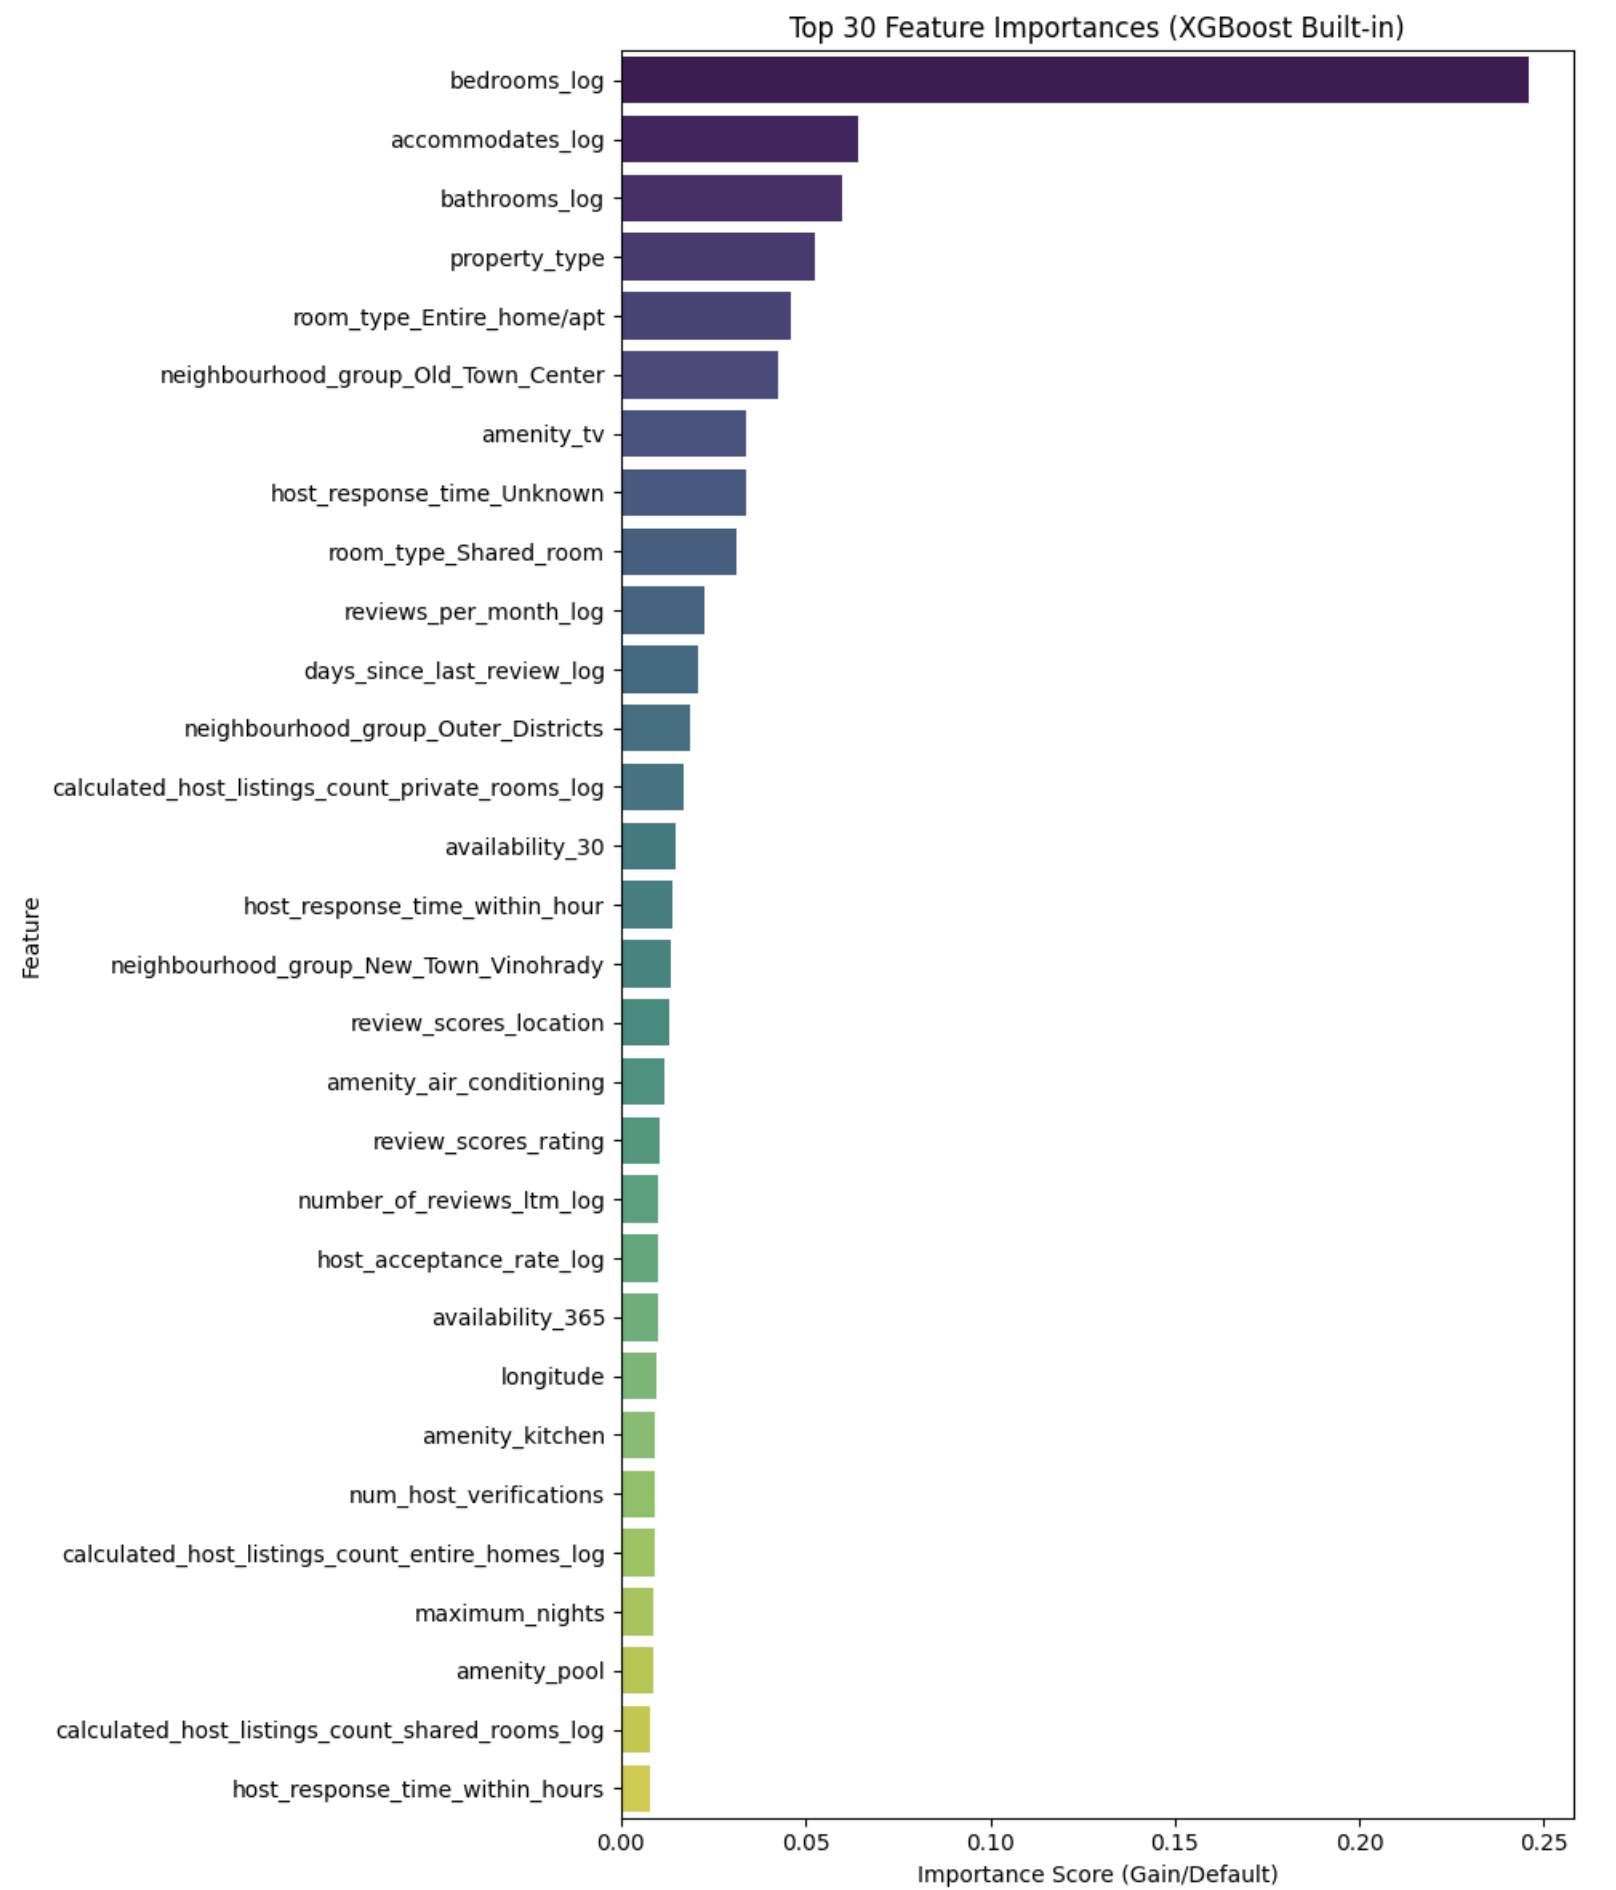 Top 30 Feature Importances (XGBoost Built-in)
bedrooms_log
accommodates_log
bathrooms_log
property_type
room_type_Entire_home/apt
neighbourhood_group_Old_Town_Center
amenity_tv
host_response_time_Unknown
room_type_Shared_room
reviews_per_month_log
days_since_last_review_log
neighbourhood_group_Outer_Districts
calculated_host_listings_count_private_rooms_log
availability_30
host_response_time_within_hour
neighbourhood_group_New_Town_Vinohrady
review_scores_location
amenity_air_conditioning
review_scores_rating
number_of_reviews_ltm_log
host_acceptance_rate_log
availability_365
longitude
amenity_kitchen
num_host_verifications
calculated_host_listings_count_entire_homes_log
maximum_nights
amenity_pool
calculated_host_listings_count_shared_rooms_log
host_response_time_within_hours
Feature
0.00 0.05 0.10 0.15 0.20 0.25
Importance Score (Gain/Default)